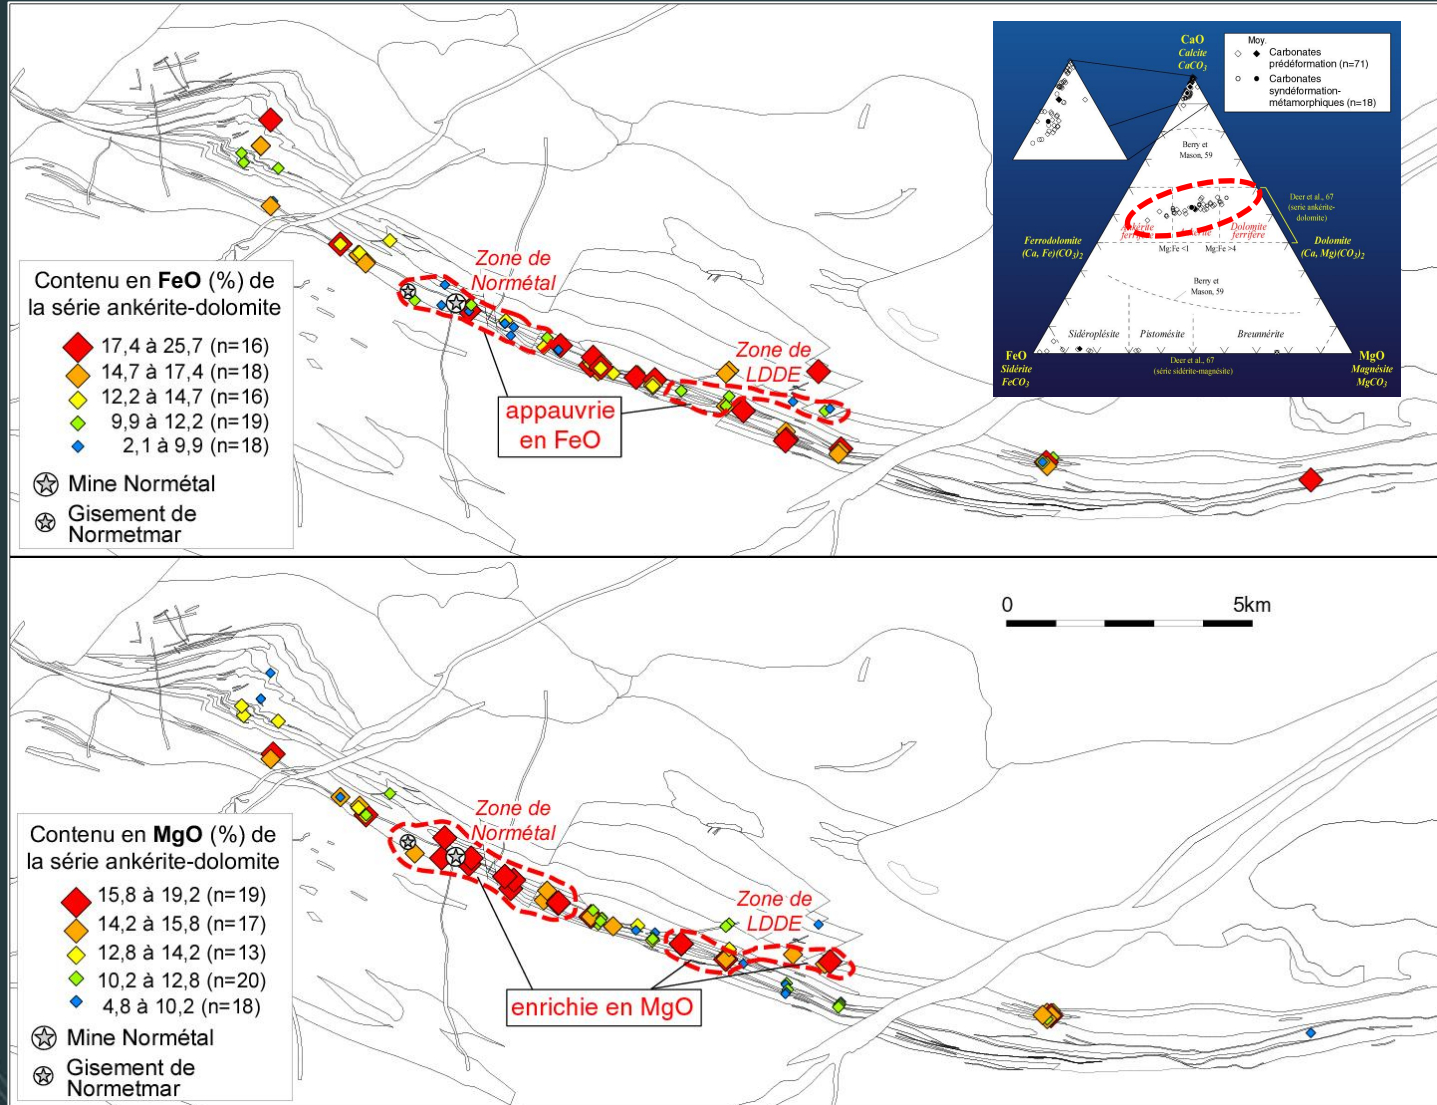 Contenu en FeO (%) de
la série ankérite-dolomite
17,4 à 25,7 (n=16)
14,7 à 17,4 (n=18)
12,2 à 14,7 (n=16)
9,9 à 12,2 (n=19)
2,1 à 9,9 (n=18)
Mine Normétal
Gisement de
Normetmar
Zone de
Normétal
Zone de
LDDE
appauvrie
en FeO
CaO
Calcite
CaCO3
Moy.
Carbonates
prédéformation (n=71)
Carbonates
syndéformation-
métamorphiques (n=18)
Berry et
Mason, 59
Deer et al., 67
(serie ankérite-
dolomite)
Ankérite
ferrifère
Ankérite
Dolomite
ferrifère
Mg:Fe <1
Mg:Fe >4
Ferrodolomite
(Ca, Fe)(CO3)2
Dolomite
(Ca, Mg)(CO3)2
Berry et
Mason, 59
Sidéroplésite
Pistomésite
Breunnérite
FeO
Sidérite
FeCO3
Deer et al., 67
(série sidérite-magnésite)
MgO
Magnésite
MgCO3
0
5km
Contenu en MgO (%) de
la série ankérite-dolomite
15,8 à 19,2 (n=19)
14,2 à 15,8 (n=17)
12,8 à 14,2 (n=13)
10,2 à 12,8 (n=20)
4,8 à 10,2 (n=18)
Mine Normétal
Gisement de
Normetmar
Zone de
Normétal
Zone de
LDDE
enrichie en MgO